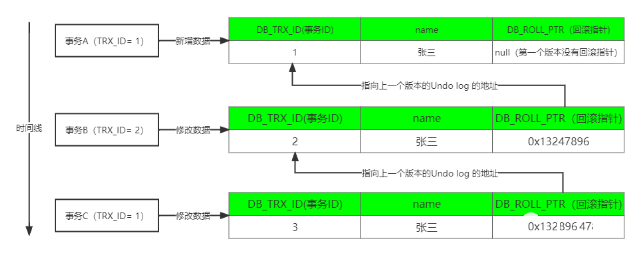 DB_TRX_ID(事务ID) name DB_ROLL_PTR（回滚指针）
事务A（TRX_ID= 1） 新增数据 1 张三 null（第一个版本没有回滚指针）
指向上一个版本的Undo log 的地址
DB_TRX_ID(事务ID) name DB_ROLL_PTR（回滚指针)
时间线 事务B（TRX_ID= 2） 修改数据 2 张三 0x13247896
指向上一个版本的Undo log 的地址
DB_TRX_ID(事务ID) name DB_ROLL_PTR（回滚指针)
事务C（TRX_ID= 1） 修改数据 3 张三